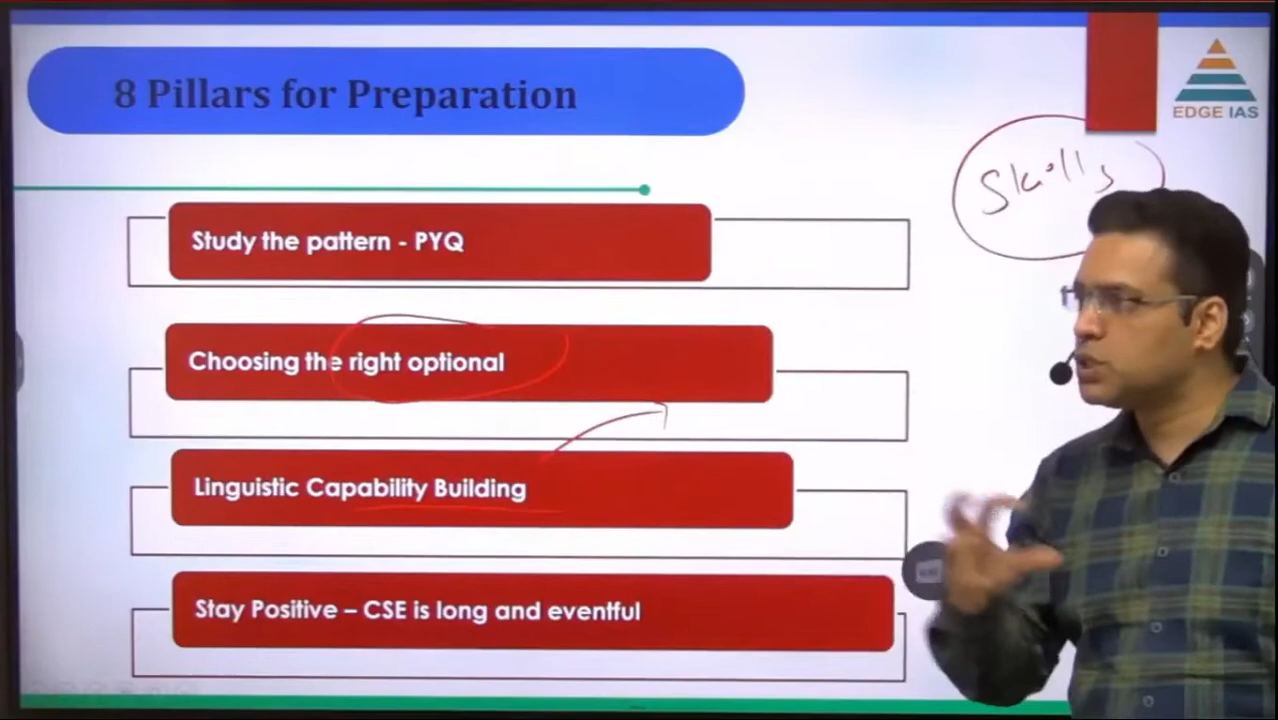 8 Pillars for Preparation
EDGE IAS
Skills
Study the pattern - PYQ
Choosing the right optional
Linguistic Capability Building
Stay Positive – CSE is long and eventful